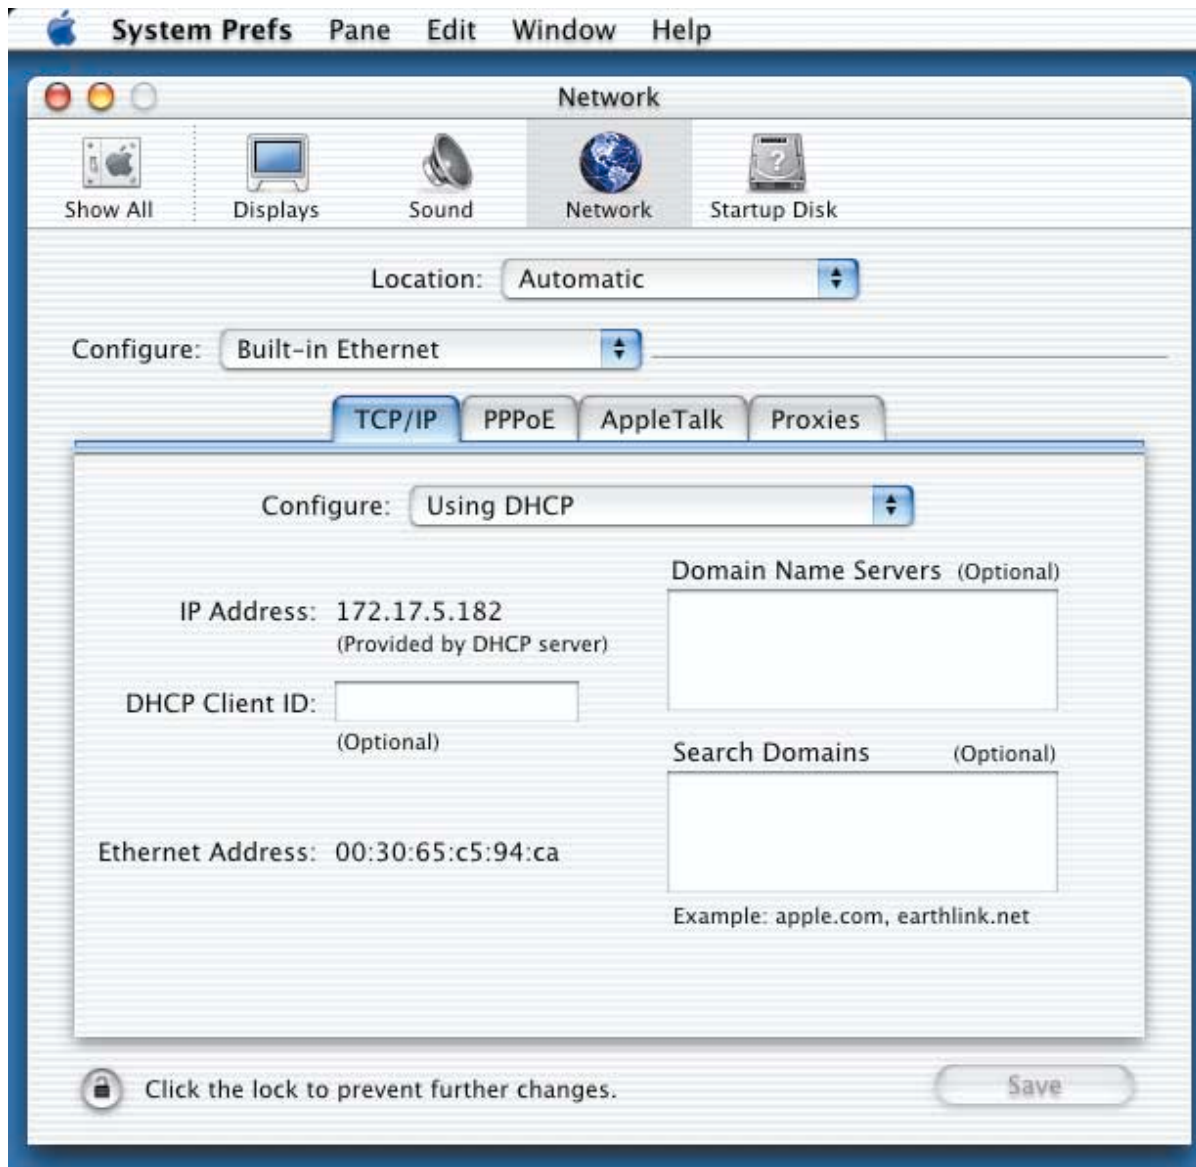 System Prefs Pane Edit Window Help
Network
Show All Displays Sound Network Startup Disk
Location: Automatic
Configure: Built-in Ethernet
TCP/IP PPPoE AppleTalk Proxies
Configure: Using DHCP
Domain Name Servers (Optional)
IP Address: 172.17.5.182
(Provided by DHCP server)
DHCP Client ID:
(Optional)
Search Domains (Optional)
Ethernet Address: 00:30:65:c5:94:ca
Example: apple.com, earthlink.net
Click the lock to prevent further changes.
Save